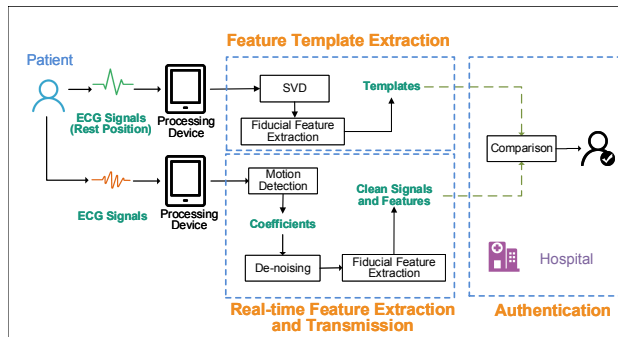 Feature Template Extraction
Patient
SVD
Templates
ECG Signals
(Rest Position)
Processing
Device
Fiducial Feature
Extraction
Comparison
Motion
Detection
Clean Signals
and Features
ECG Signals
Processing
Device
Coefficients
De-noising
Fiducial Feature
Extraction
Hospital
Real-time Feature Extraction
and Transmission
Authentication